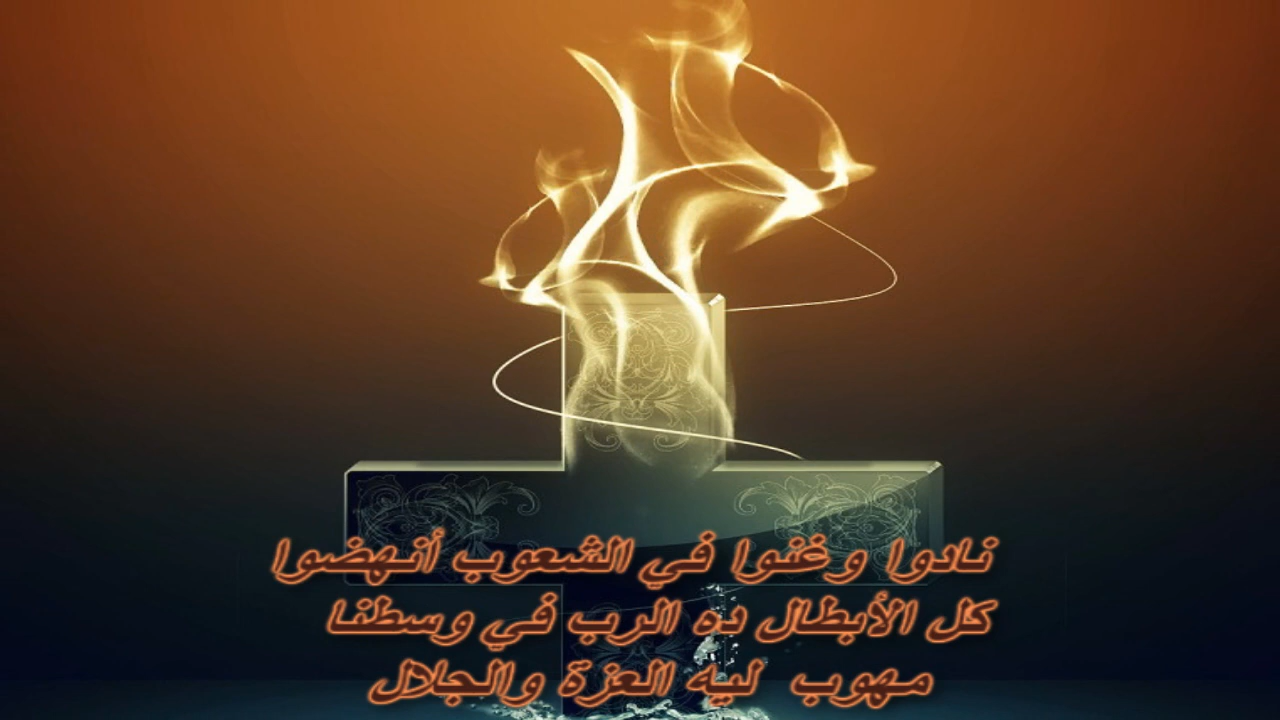 نادوا وغنوا في الشعوب أنهضوا
كل الأبطال ده الرب في وسطنا
مهوب ليه العزة والجلال